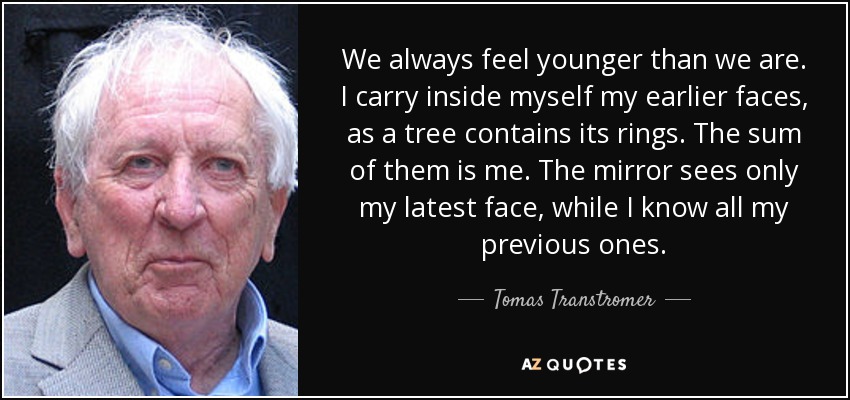 We always feel younger than we are.
I carry inside myself my earlier faces,
as a tree contains its rings. The sum
of them is me. The mirror sees only
my latest face, while I know all my
previous ones.
Tomas Transtromer
AZ QUOTES